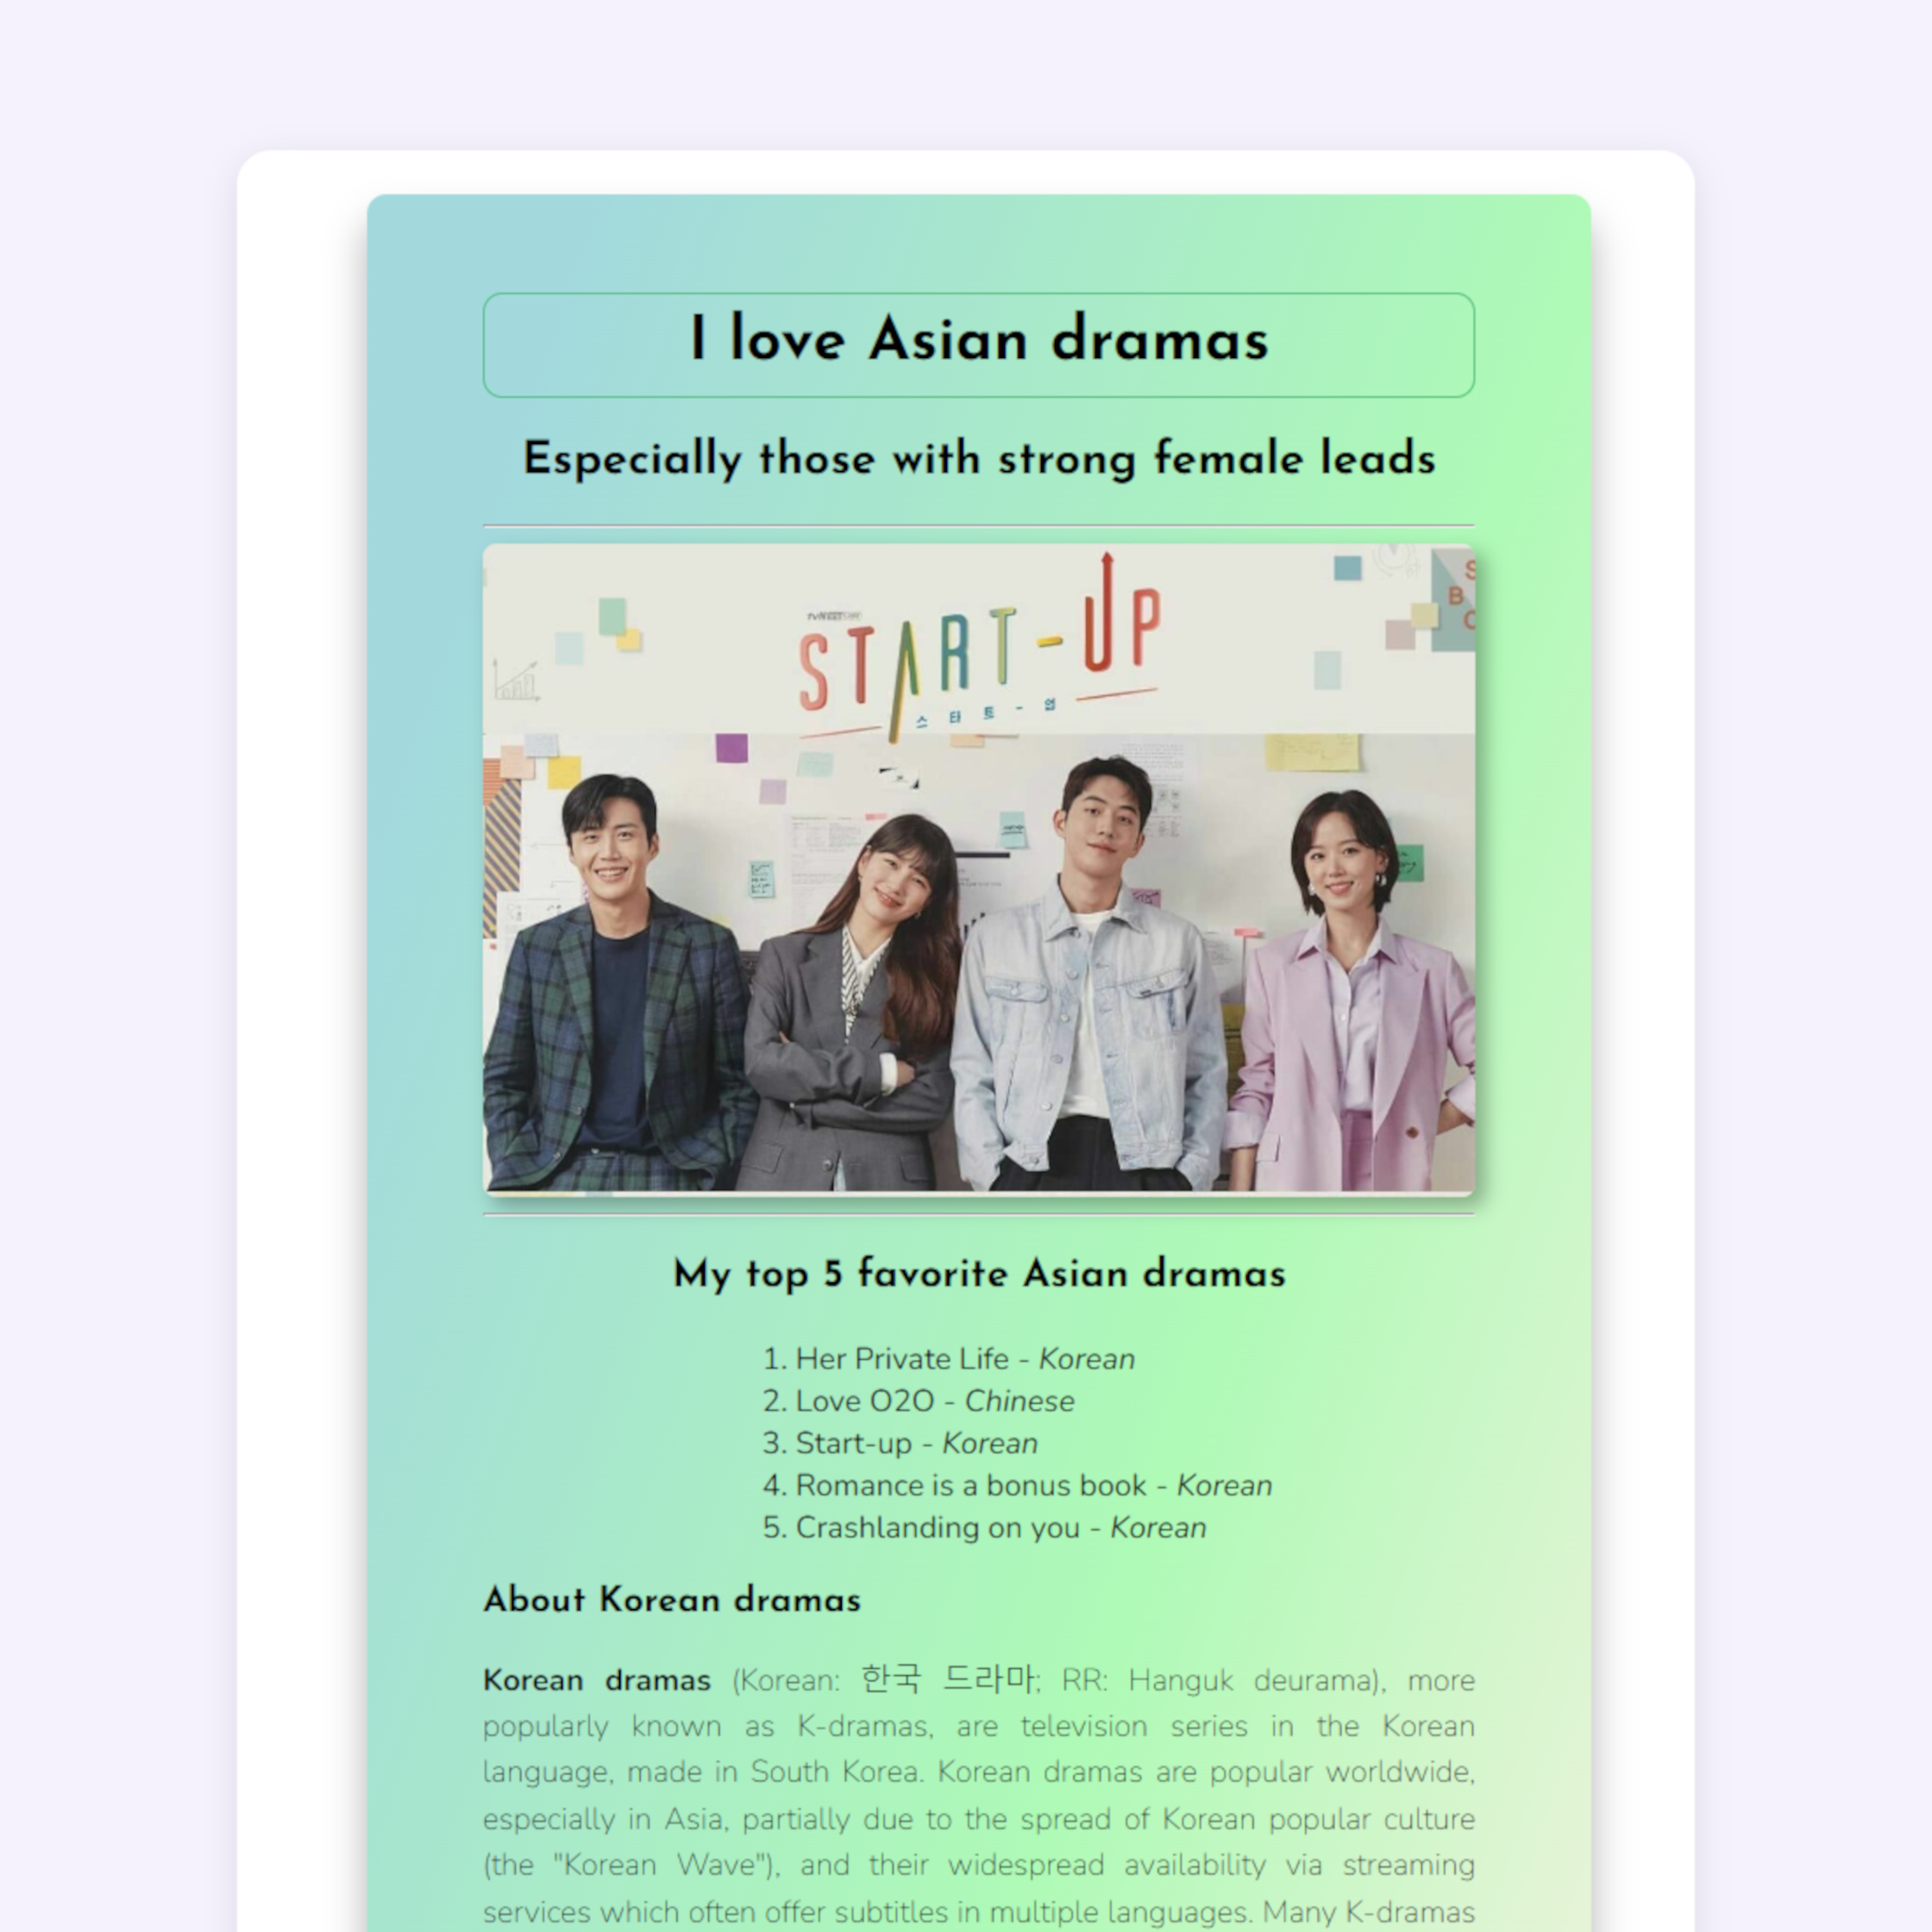 I love Asian dramas
Especially those with strong female leads
START-UP
스타트-업
S
B
C
My top 5 favorite Asian dramas
1. Her Private Life - Korean
2. Love O2O - Chinese
3. Start-up - Korean
4. Romance is a bonus book - Korean
5. Crashlanding on you - Korean
About Korean dramas
Korean dramas (Korean: 한국 드라마; RR: Hanguk deurama), more
popularly known as K-dramas, are television series in the Korean
language, made in South Korea. Korean dramas are popular worldwide,
especially in Asia, partially due to the spread of Korean popular culture
(the "Korean Wave"), and their widespread availability via streaming
services which often offer subtitles in multiple languages. Many K-dramas